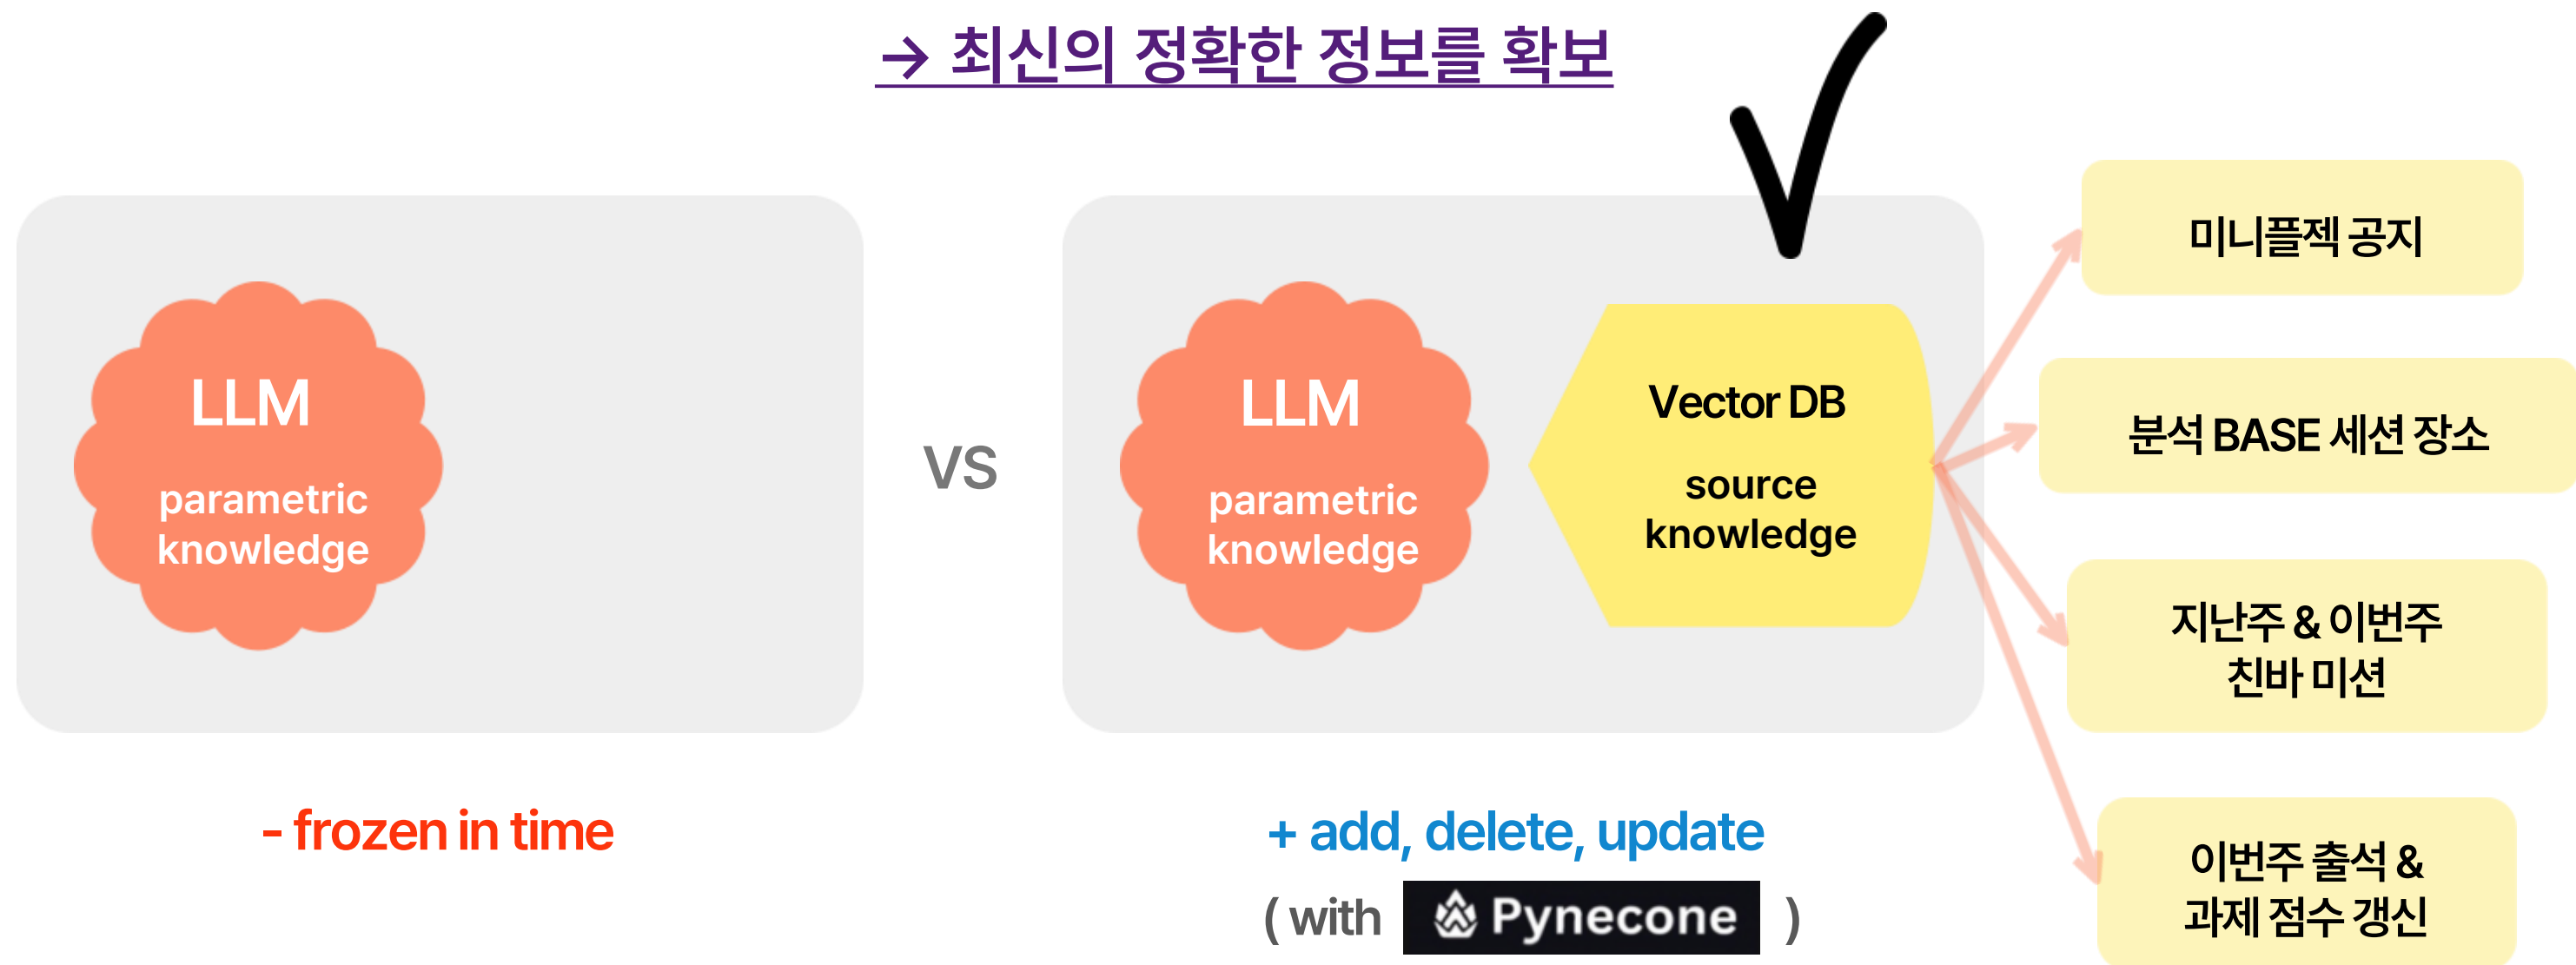 → 최신의 정확한 정보를 확보
LLM
parametric
knowledge
- frozen in time
VS
LLM
parametric
knowledge
Vector DB
source
knowledge
+ add, delete, update
( with Pynecone )
미니플젝 공지
분석 BASE 세션 장소
지난주 & 이번주
친바 미션
이번주 출석 &
과제 점수 갱신